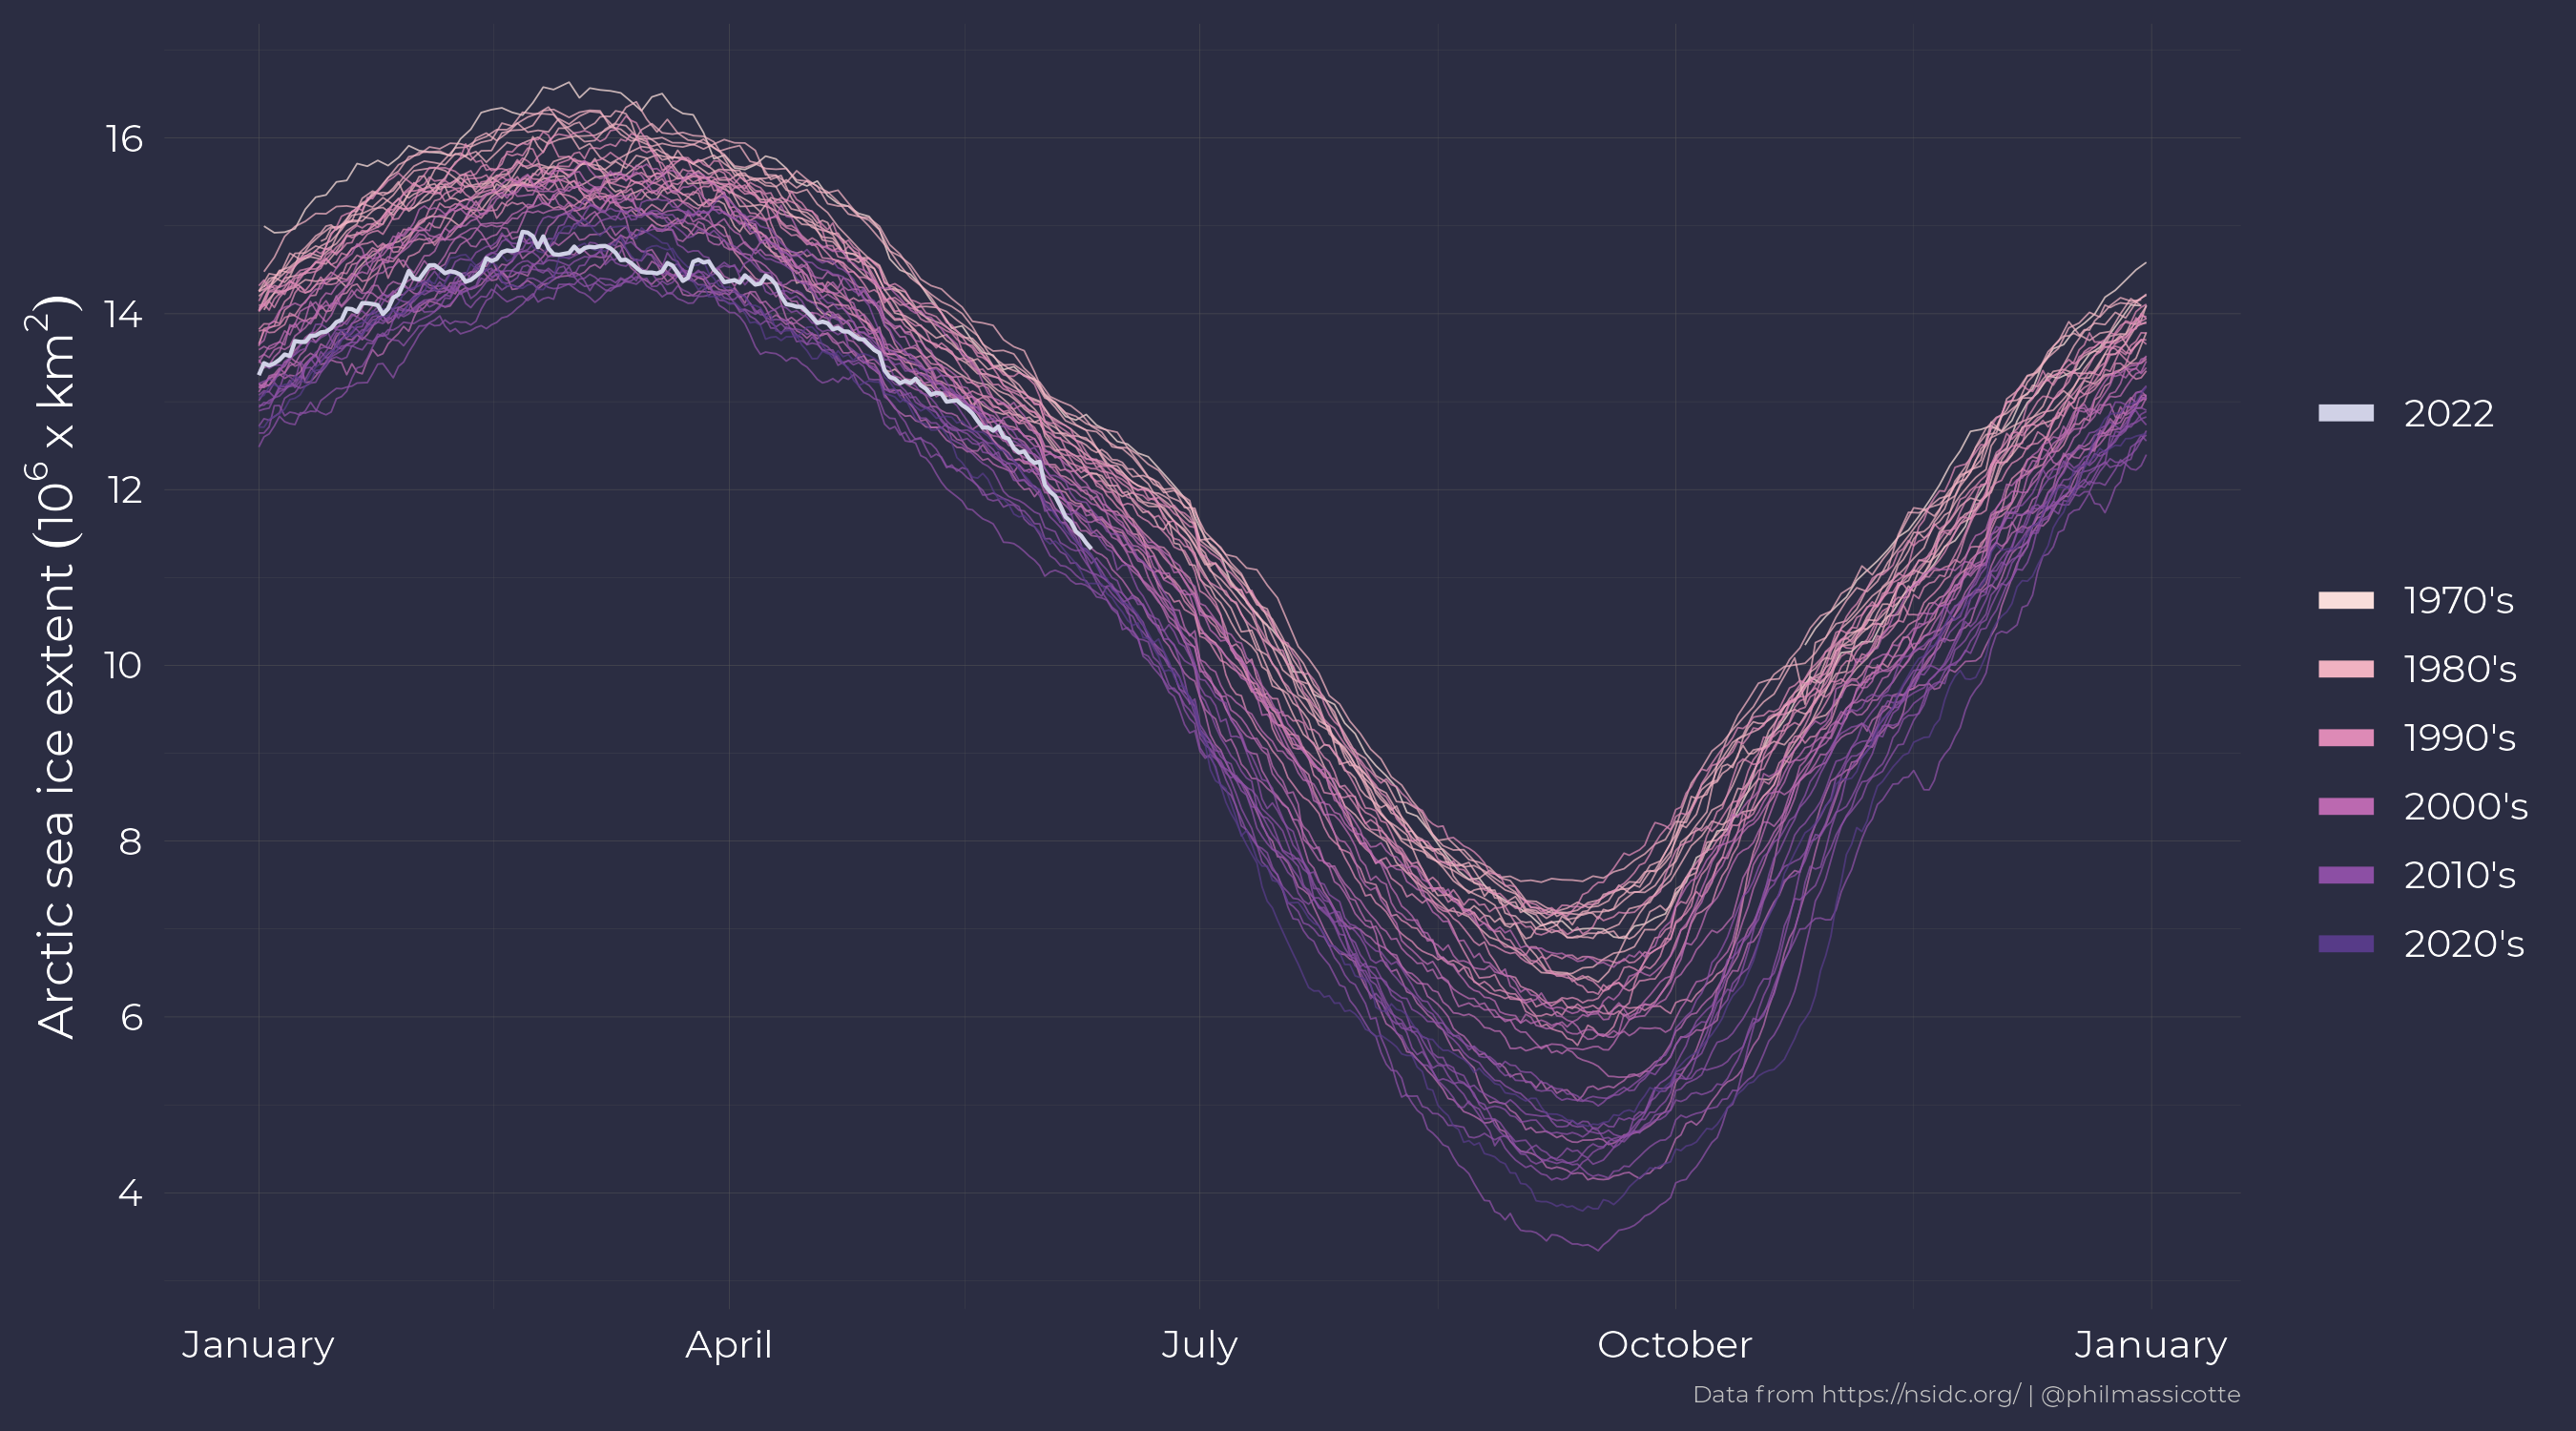 Arctic sea ice extent (10⁶ x km²)
16
14
12
10
8
6
4
January April July October January
2022
1970's
1980's
1990's
2000's
2010's
2020's
Data from https://nsidc.org/ | @philmassicotte